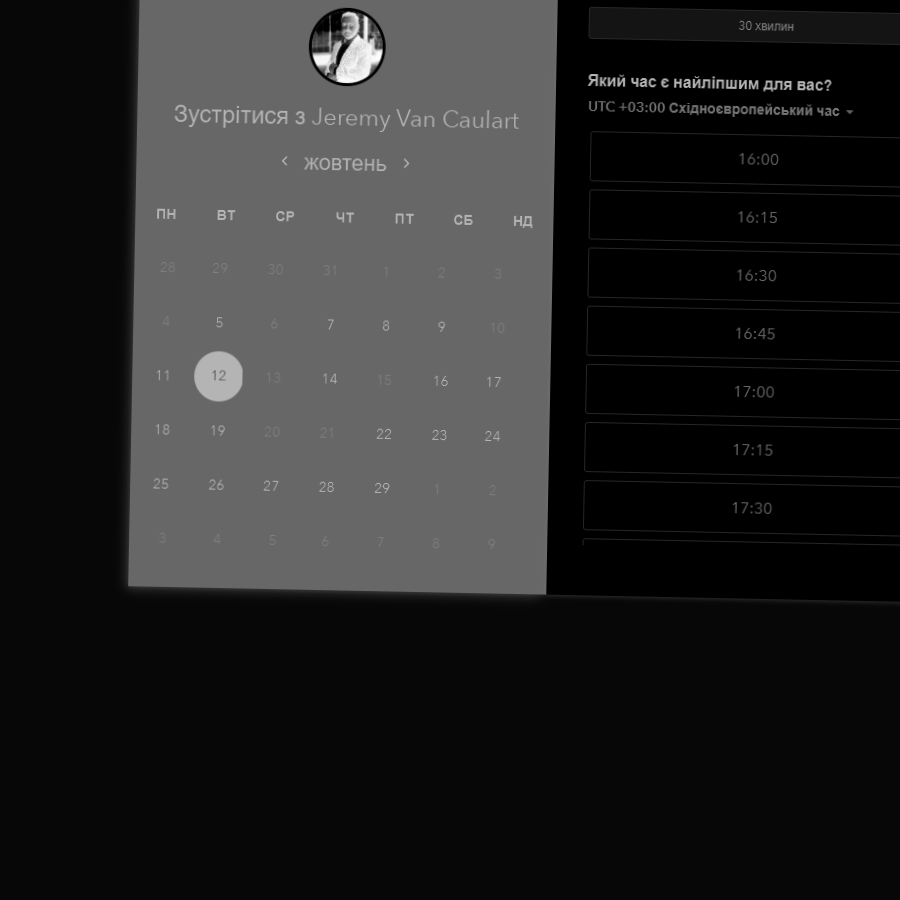 Зустрітися з Jeremy Van Caulart
жовтень
ПН ВТ СР ЧТ ПТ СБ НД
28 29 30 31 1 2 3
4 5 6 7 8 9 10
11 12 13 14 15 16 17
18 19 20 21 22 23 24
25 26 27 28 29 1 2
3 4 5 6 7 8 9
30 хвилин
Який час є найліпшим для вас?
UTC +03:00 Східноєвропейський час
16:00
16:15
16:30
16:45
17:00
17:15
17:30